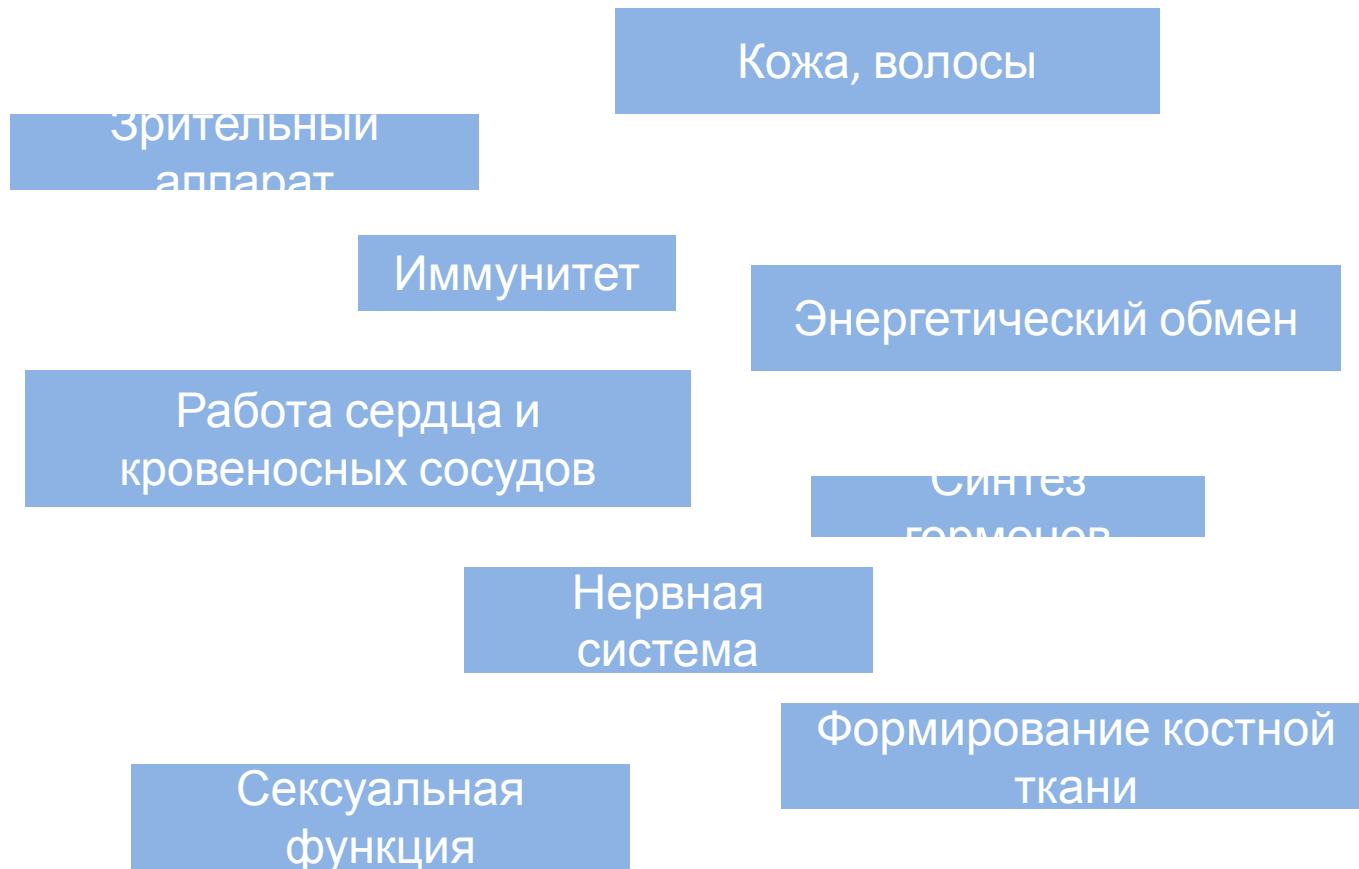 Кожа, волосы
Зрительный
аппарат
Иммунитет
Энергетический обмен
Работа сердца и
кровеносных сосудов
Синтез
гормонов
Нервная
система
Формирование костной
ткани
Сексуальная
функция